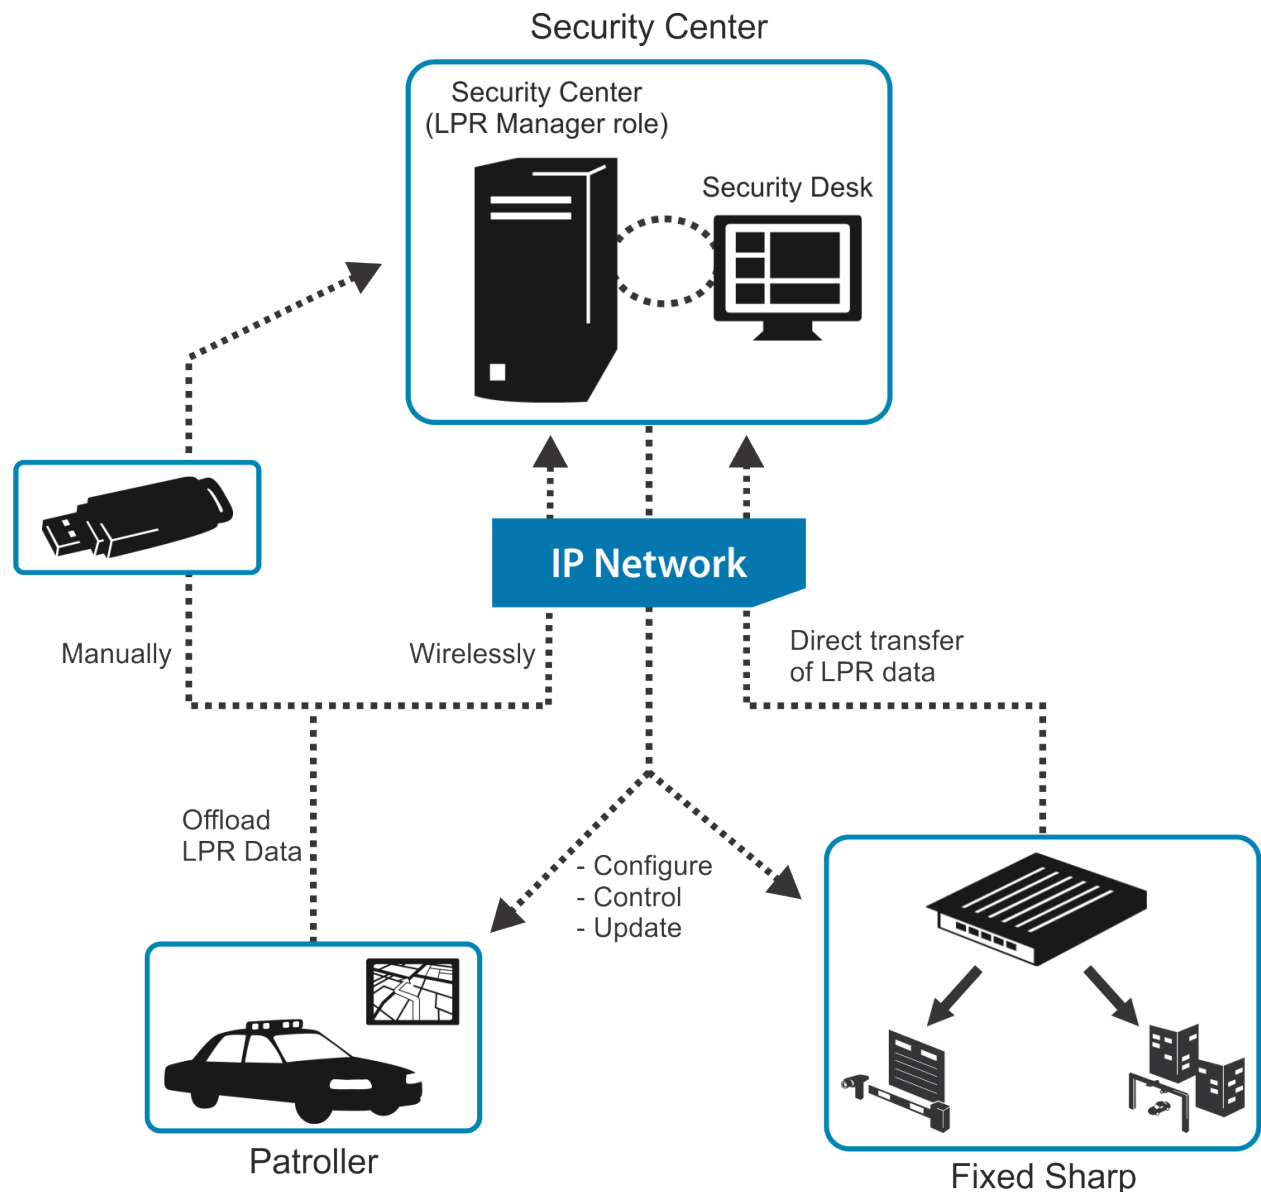 Security Center
Security Center
(LPR Manager role)
Security Desk
IP Network
Manually
Wirelessly
Direct transfer
of LPR data
Offload
LPR Data
- Configure
- Control
- Update
Patroller
Fixed Sharp